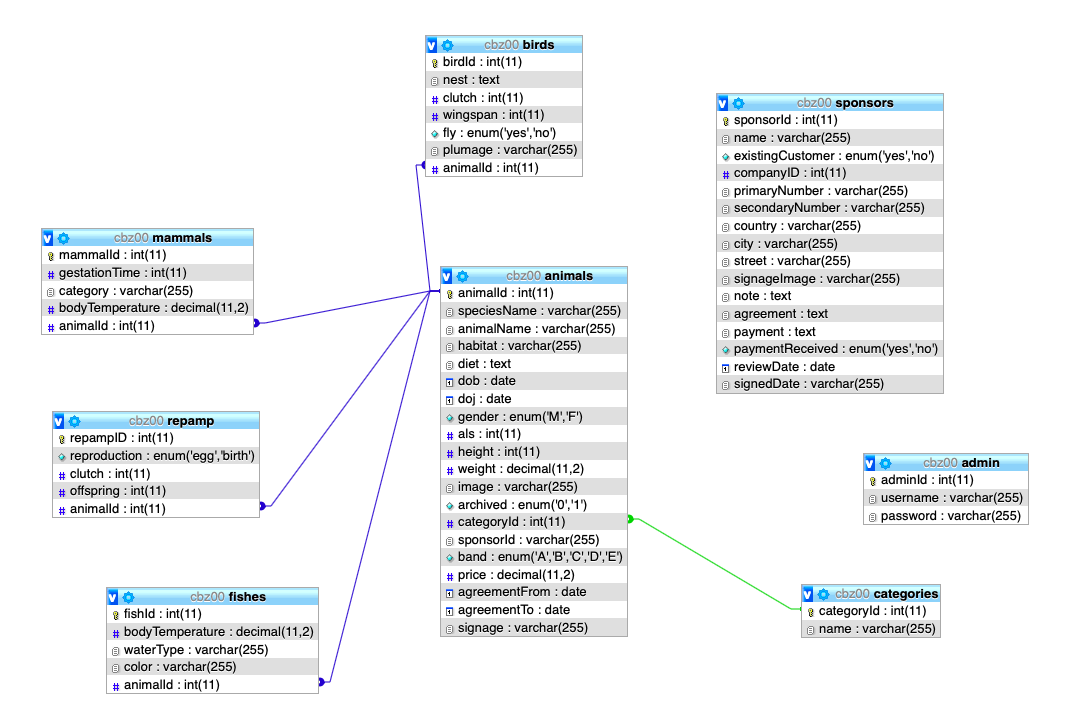 cbz00 birds
birdId : int(11)
nest : text
clutch : int(11)
wingspan : int(11)
fly : enum('yes','no')
plumage : varchar(255)
animalId : int(11)
cbz00 sponsors
sponsorId : int(11)
name : varchar(255)
existingCustomer : enum('yes','no')
companyID : int(11)
primaryNumber : varchar(255)
secondaryNumber : varchar(255)
country : varchar(255)
city : varchar(255)
street : varchar(255)
signageImage : varchar(255)
note : text
agreement : text
payment : text
paymentReceived : enum('yes','no')
reviewDate : date
signedDate : varchar(255)
cbz00 mammals
mammalId : int(11)
gestationTime : int(11)
category : varchar(255)
bodyTemperature : decimal(11,2)
animalId : int(11)
cbz00 animals
animalId : int(11)
speciesName : varchar(255)
animalName : varchar(255)
habitat : varchar(255)
diet : text
dob : date
doj : date
gender : enum('M','F')
als : int(11)
height : int(11)
weight : decimal(11,2)
image : varchar(255)
archived : enum('0','1')
categoryId : int(11)
sponsorId : varchar(255)
band : enum('A','B','C','D','E')
price : decimal(11,2)
agreementFrom : date
agreementTo : date
signage : varchar(255)
cbz00 repamp
repampID : int(11)
reproduction : enum('egg','birth')
clutch : int(11)
offspring : int(11)
animalId : int(11)
cbz00 admin
adminId : int(11)
username : varchar(255)
password : varchar(255)
cbz00 fishes
fishId : int(11)
bodyTemperature : decimal(11,2)
waterType : varchar(255)
color : varchar(255)
animalId : int(11)
cbz00 categories
categoryId : int(11)
name : varchar(255)